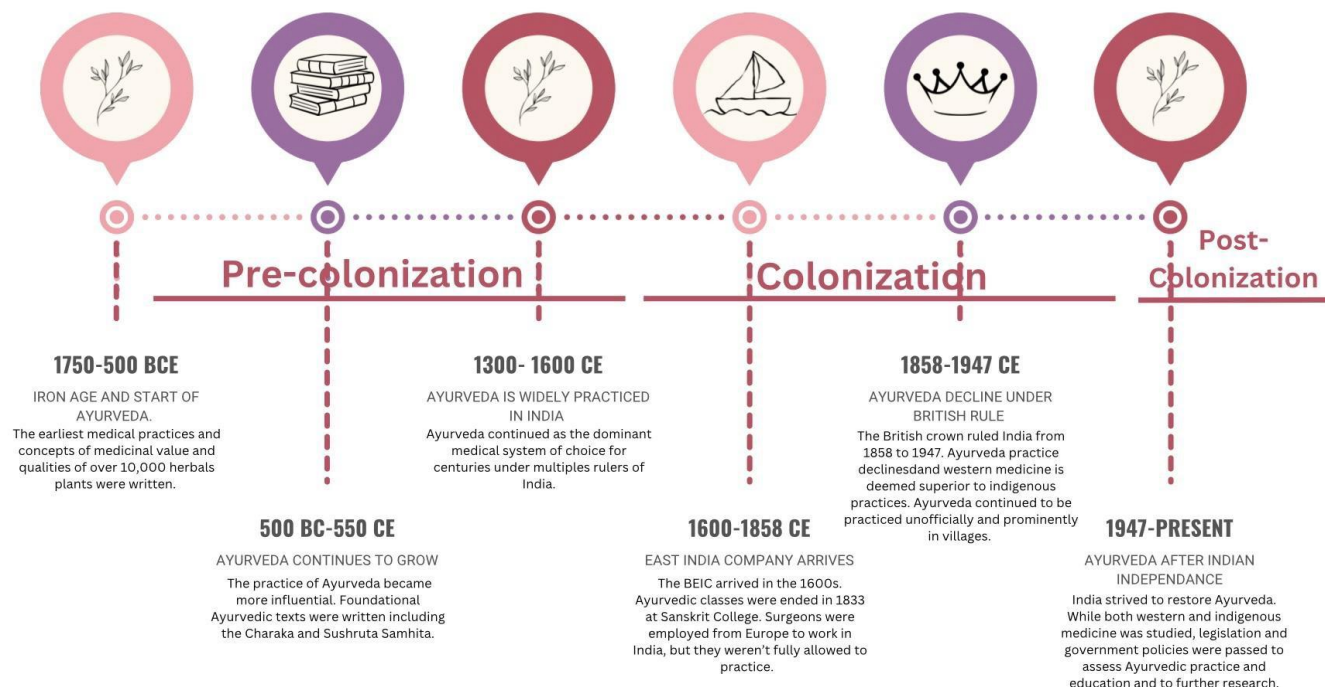 Pre-colonization
Colonization
Post-
Colonization
1750-500 BCE
IRON AGE AND START OF
AYURVEDA.
The earliest medical practices and
concepts of medicinal value and
qualities of over 10,000 herbals
plants were written.
500 BC-550 CE
AYURVEDA CONTINUES TO GROW
The practice of Ayurveda became
more influential. Foundational
Ayurvedic texts were written including
the Charaka and Sushruta Samhita.
1300- 1600 CE
AYURVEDA IS WIDELY PRACTICED
IN INDIA
Ayurveda continued as the dominant
medical system of choice for
centuries under multiples rulers of
India.
1600-1858 CE
EAST INDIA COMPANY ARRIVES
The BEIC arrived in the 1600s.
Ayurvedic classes were ended in 1833
at Sanskrit College. Surgeons were
employed from Europe to work in
India, but they weren't fully allowed to
practice.
1858-1947 CE
AYURVEDA DECLINE UNDER
BRITISH RULE
The British crown ruled India from
1858 to 1947. Ayurveda practice
declinesdand western medicine is
deemed superior to indigenous
practices. Ayurveda continued to be
practiced unofficially and prominently
in villages.
1947-PRESENT
AYURVEDA AFTER INDIAN
INDEPENDANCE
India strived to restore Ayurveda.
While both western and indigenous
medicine was studied, legislation and
government policies were passed to
assess Ayurvedic practice and
education and to further research.